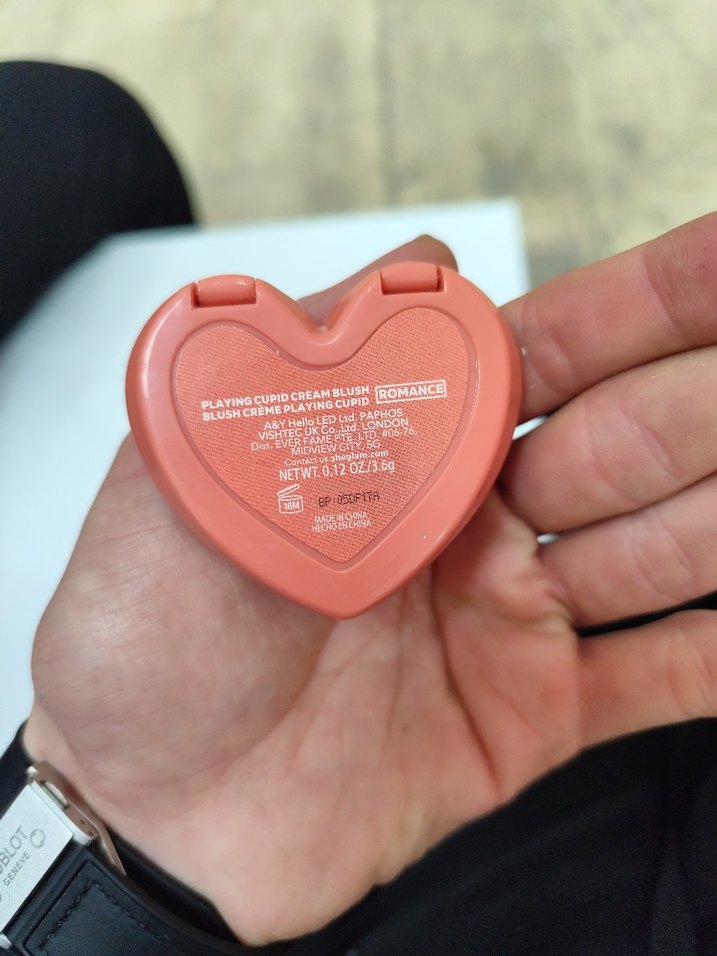 PLAYING CUPID CREAM BLUSH ROMANCE
BLUSH CRÈME PLAYING CUPID
A&Y Hello LED Ltd. PAPHOS
VISHTEC UK Co.,Ltd. LONDON
Dist. EVER FAME PTE. LTD. #06-76,
MIDVIEW CITY, SG
Contact us sheglam.com
NET WT. 0.12 OZ./3.6g
18M
BP 05DF17A
MADE IN CHINA
HECHO EN CHINA
GENEVE